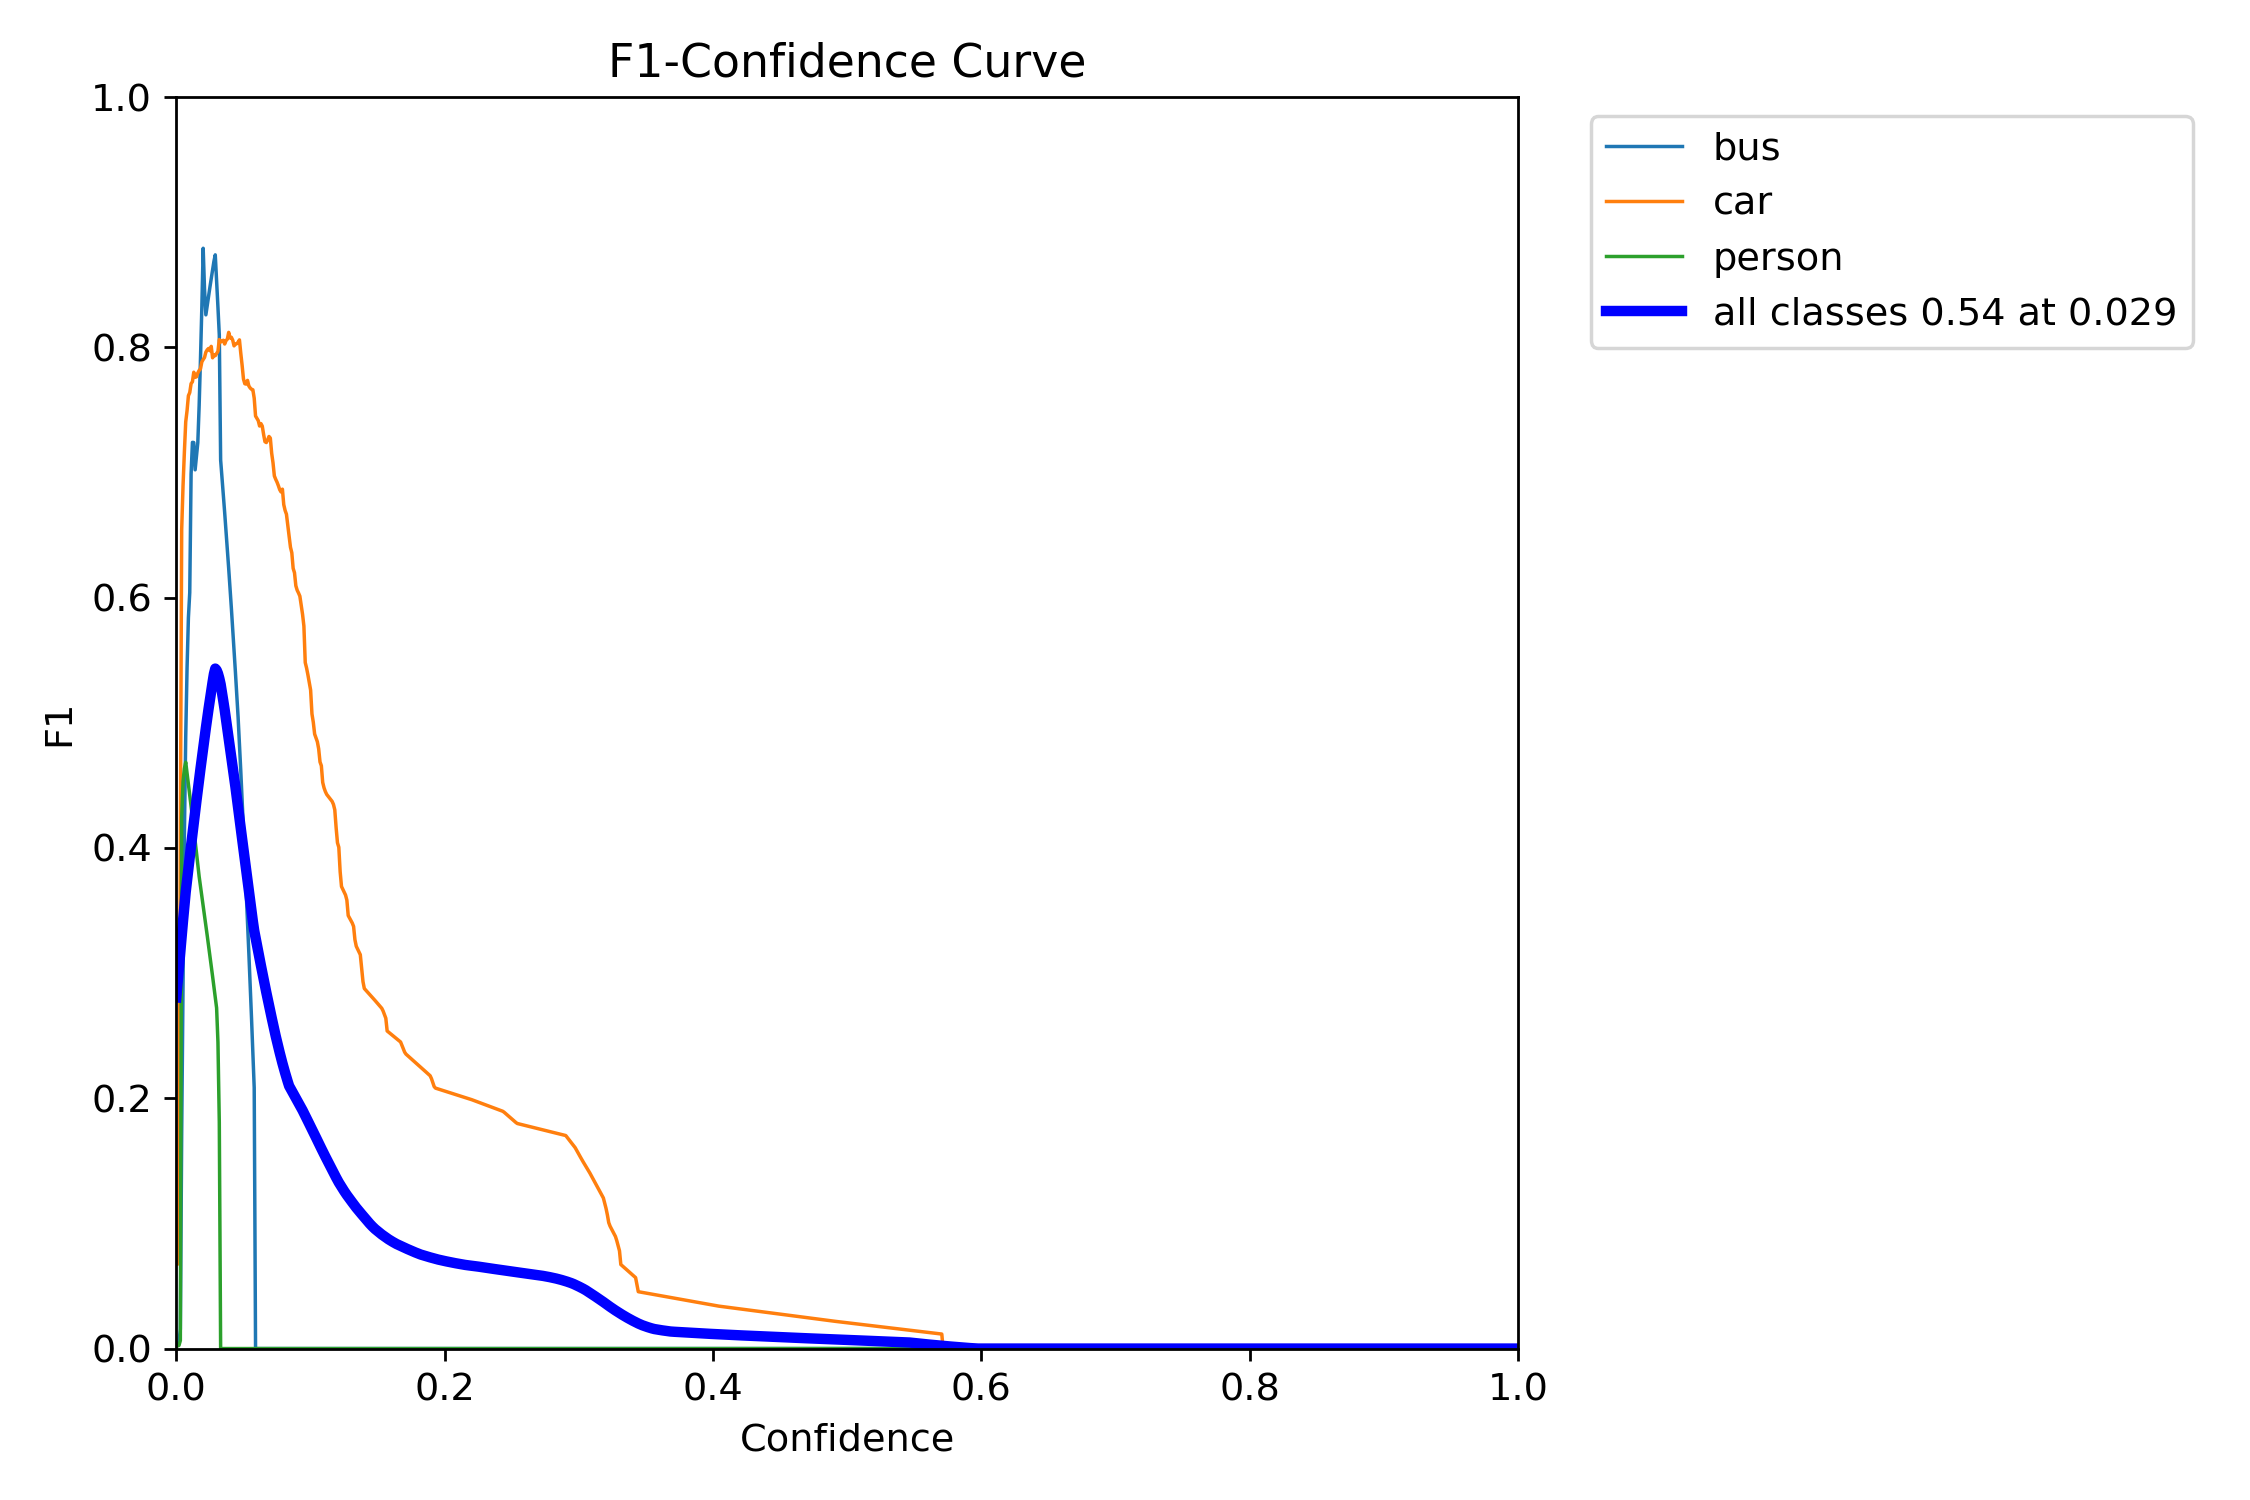 F1-Confidence Curve
1.0
0.8
0.6
0.4
0.2
0.0
F1
0.0 0.2 0.4 0.6 0.8 1.0
Confidence
bus
car
person
all classes 0.54 at 0.029